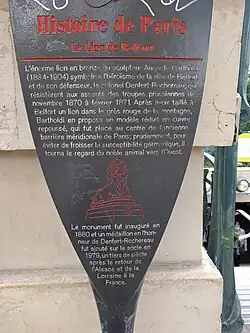 Histoire de Paris
Le Lion de Belfort
L'énorme lion en bronze du sculpteur Auguste Bartholdi
(1834-1904) symbolise l'héroïsme de la ville de Belfort
et de son défenseur, le colonel Denfert-Rochereau qui
résistèrent aux assauts des troupes prussiennes de
novembre 1870 à février 1871. Après avoir taillé à
Belfort un lion dans le grès rouge de la montagne,
Bartholdi en proposa un modèle réduit en cuivre
repoussé, qui fut placé au centre de l'ancienne
barrière méridionale de Paris; prudemment, pour
éviter de froisser la susceptibilité germanique, il
tourna le regard du noble animal vers l'Ouest.
Le monument fut inauguré en
1880 et un médaillon en l'hon-
neur de Denfert-Rochereau
fut ajouté sur le socle en
1979, un tiers de siècle
après le retour de
l'Alsace et de la
Lorraine à la
France.